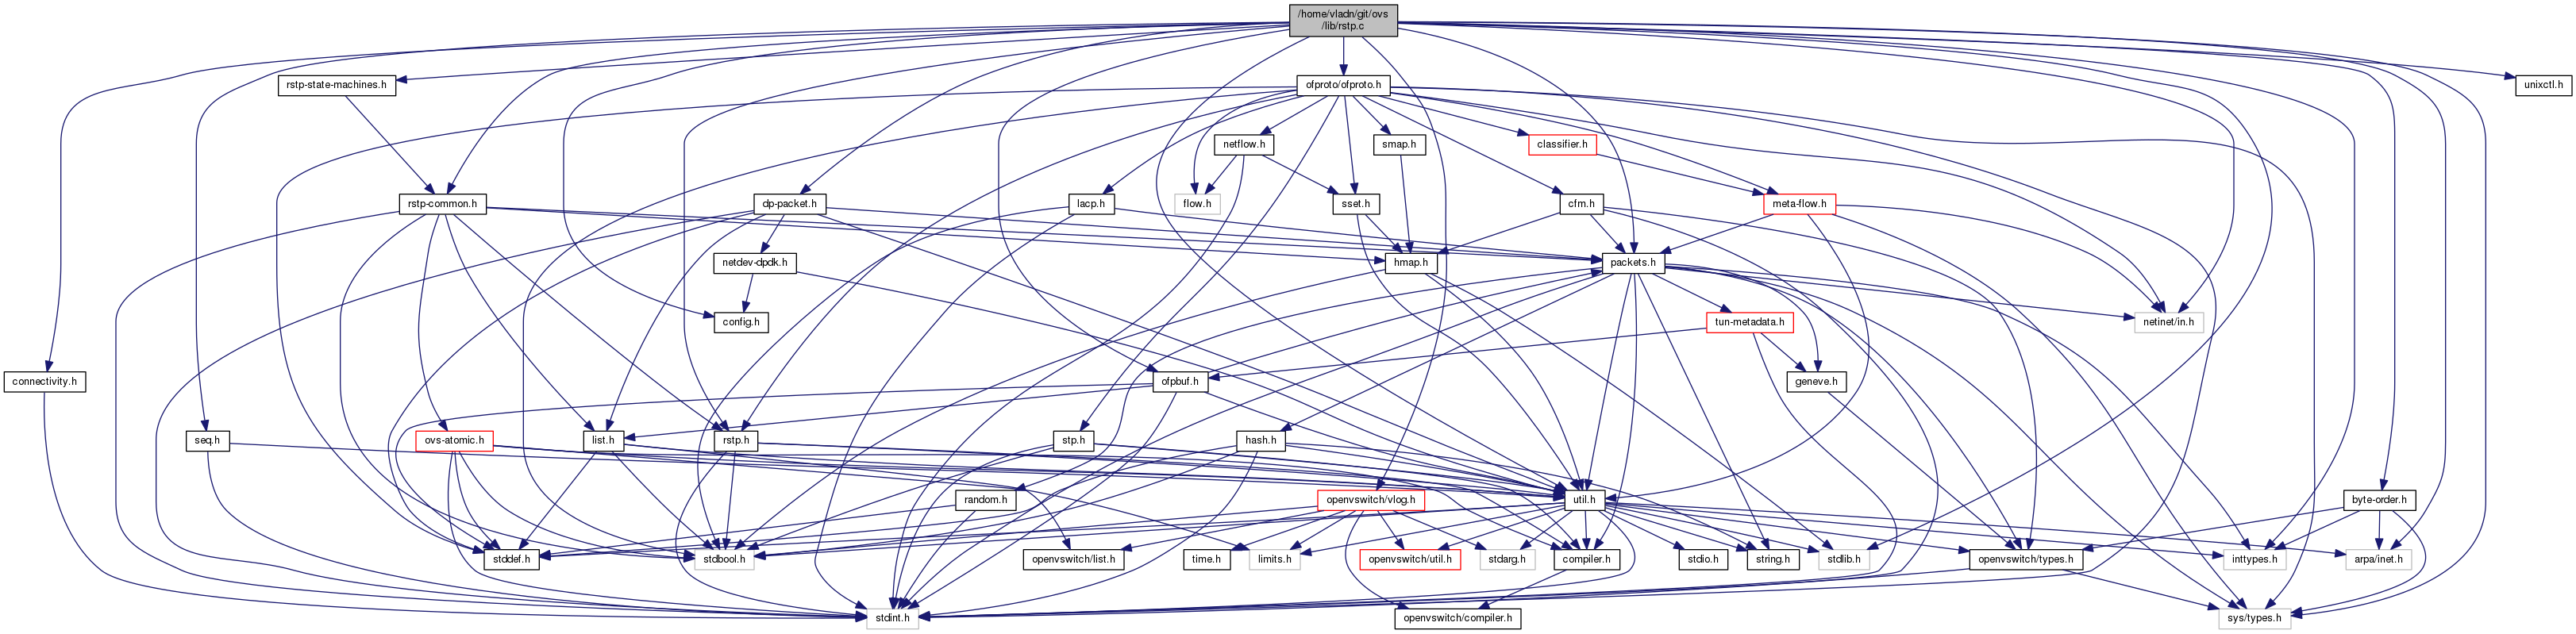 /home/vladn/git/ovs
/lib/rstp.c
rstp-state-machines.h
ofproto/ofproto.h
unixctl.h
netflow.h
smap.h
classifier.h
rstp-common.h
dp-packet.h
lacp.h
flow.h
sset.h
cfm.h
meta-flow.h
netdev-dpdk.h
hmap.h
packets.h
config.h
tun-metadata.h
netinet/in.h
connectivity.h
ofpbuf.h
geneve.h
seq.h
ovs-atomic.h
list.h
rstp.h
stp.h
hash.h
random.h
openvswitch/vlog.h
util.h
byte-order.h
stddef.h
stdbool.h
openvswitch/list.h
time.h
limits.h
openvswitch/util.h
stdarg.h
compiler.h
stdio.h
string.h
stdlib.h
openvswitch/types.h
inttypes.h
arpa/inet.h
stdint.h
openvswitch/compiler.h
sys/types.h